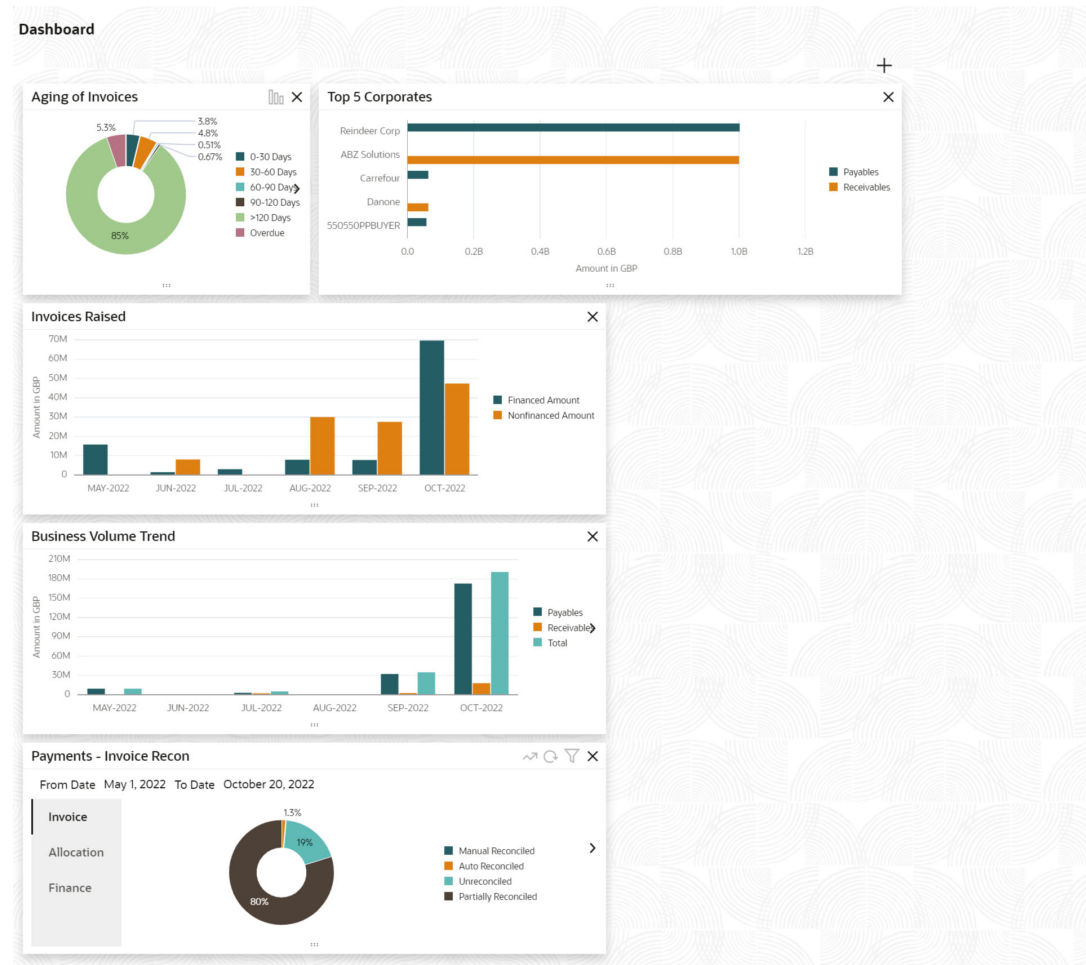 Dashboard
Aging of Invoices
5.3%
3.8%
4.8%
0.51%
0.67%
85%
0-30 Days
30-60 Days
60-90 Days
90-120 Days
>120 Days
Overdue
Top 5 Corporates
Reindeer Corp
ABZ Solutions
Carrefour
Danone
550550PPBUYER
0.0 0.2B 0.4B 0.6B 0.8B 1.0B 1.2B
Amount in GBP
Payables
Receivables
Invoices Raised
Amount in GBP
70M
60M
50M
40M
30M
20M
10M
0
MAY-2022 JUN-2022 JUL-2022 AUG-2022 SEP-2022 OCT-2022
Financed Amount
Nonfinanced Amount
Business Volume Trend
Amount in GBP
210M
180M
150M
120M
90M
60M
30M
0
MAY-2022 JUN-2022 JUL-2022 AUG-2022 SEP-2022 OCT-2022
Payables
Receivables
Total
Payments - Invoice Recon
From Date May 1, 2022 To Date October 20, 2022
Invoice
Allocation
Finance
1.3%
19%
80%
Manual Reconciled
Auto Reconciled
Unreconciled
Partially Reconciled